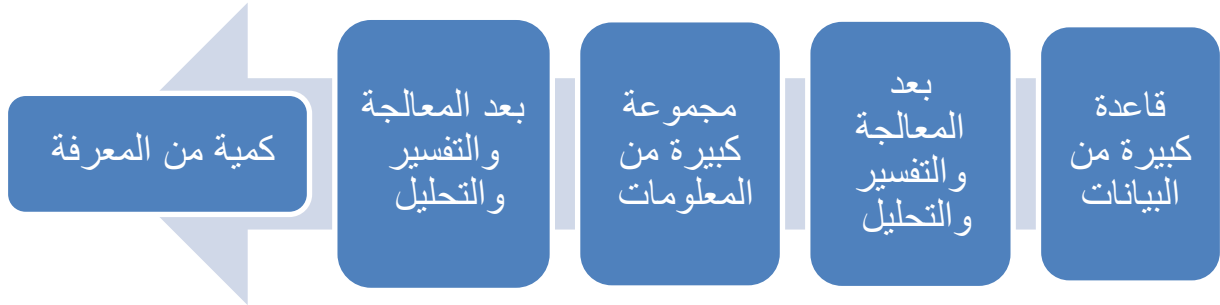 قاعدة
كبيرة من
البيانات
بعد
المعالجة
والتفسير
والتحليل
مجموعة
كبيرة من
المعلومات
بعد المعالجة
والتفسير
والتحليل
كمية من المعرفة